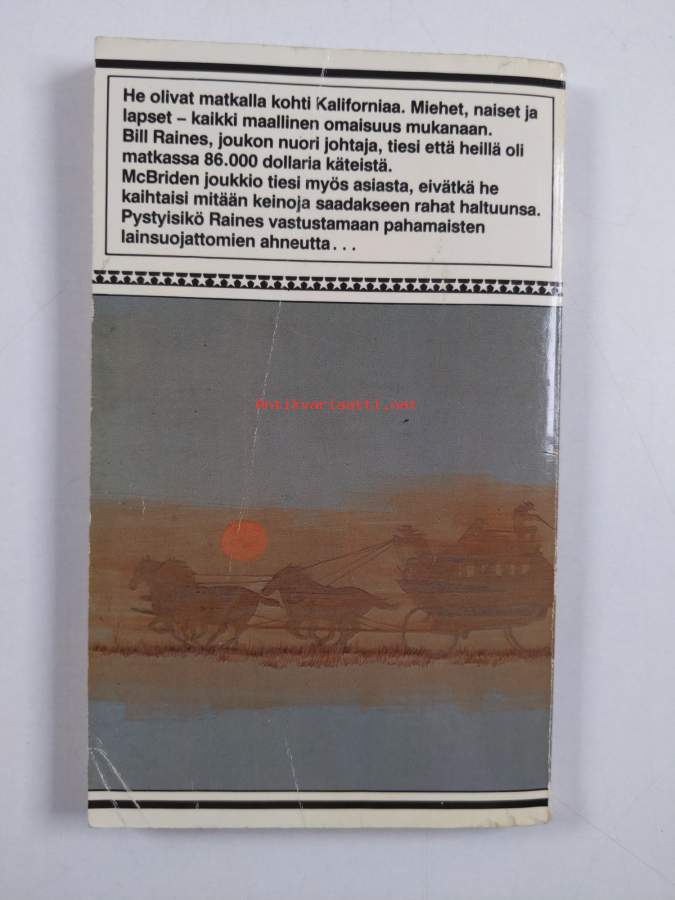 He olivat matkalla kohti Kaliforniaa. Miehet, naiset ja
lapset – kaikki maallinen omaisuus mukanaan.
Bill Raines, joukon nuori johtaja, tiesi että heillä oli
matkassa 86.000 dollaria käteistä.
McBriden joukkio tiesi myös asiasta, eivätkä he
kaihtaisi mitään keinoja saadakseen rahat haltuunsa.
Pystyisikö Raines vastustamaan pahamaisten
lainsuojattomien ahneutta...
Antikvariaatti.net